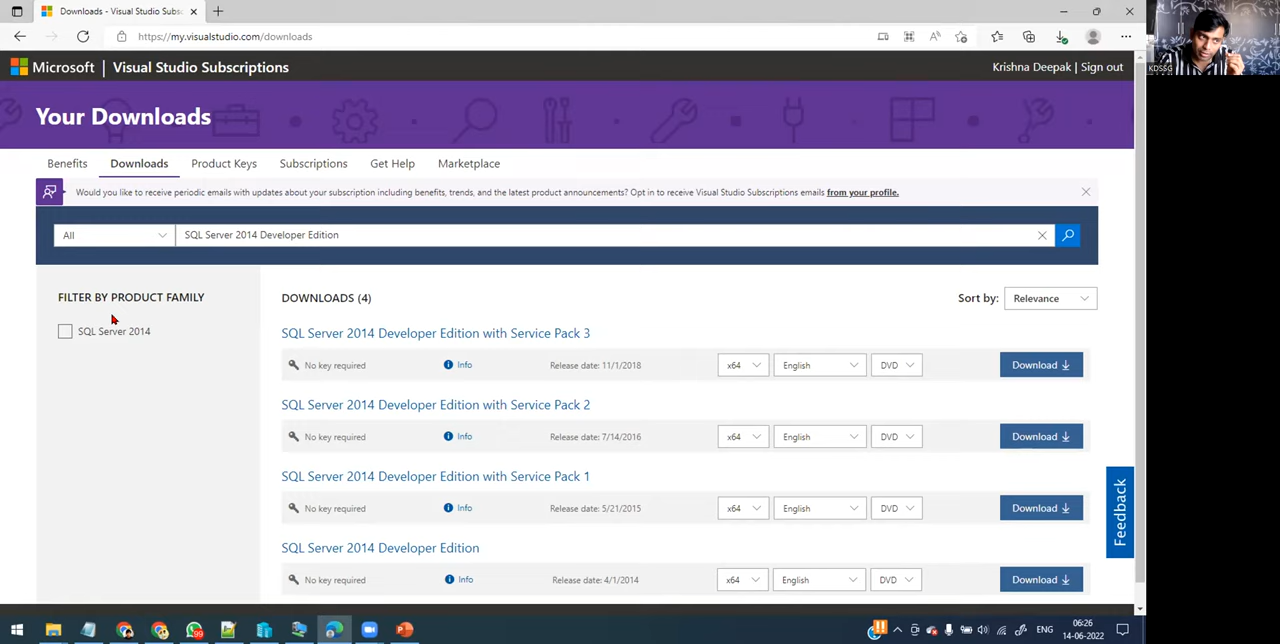 Downloads - Visual Studio Subsc
https://my.visualstudio.com/downloads
KDSSG
Microsoft | Visual Studio Subscriptions
Krishna Deepak | Sign out
Your Downloads
Benefits Downloads Product Keys Subscriptions Get Help Marketplace
Would you like to receive periodic emails with updates about your subscription including benefits, trends, and the latest product announcements? Opt in to receive Visual Studio Subscriptions emails from your profile.
All SQL Server 2014 Developer Edition
FILTER BY PRODUCT FAMILY
SQL Server 2014
DOWNLOADS (4)
Sort by: Relevance
SQL Server 2014 Developer Edition with Service Pack 3
No key required Info Release date: 11/1/2018 x64 English DVD Download
SQL Server 2014 Developer Edition with Service Pack 2
No key required Info Release date: 7/14/2016 x64 English DVD Download
SQL Server 2014 Developer Edition with Service Pack 1
No key required Info Release date: 5/21/2015 x64 English DVD Download
SQL Server 2014 Developer Edition
No key required Info Release date: 4/1/2014 x64 English DVD Download
Feedback
99
ENG
06:26
14-06-2022